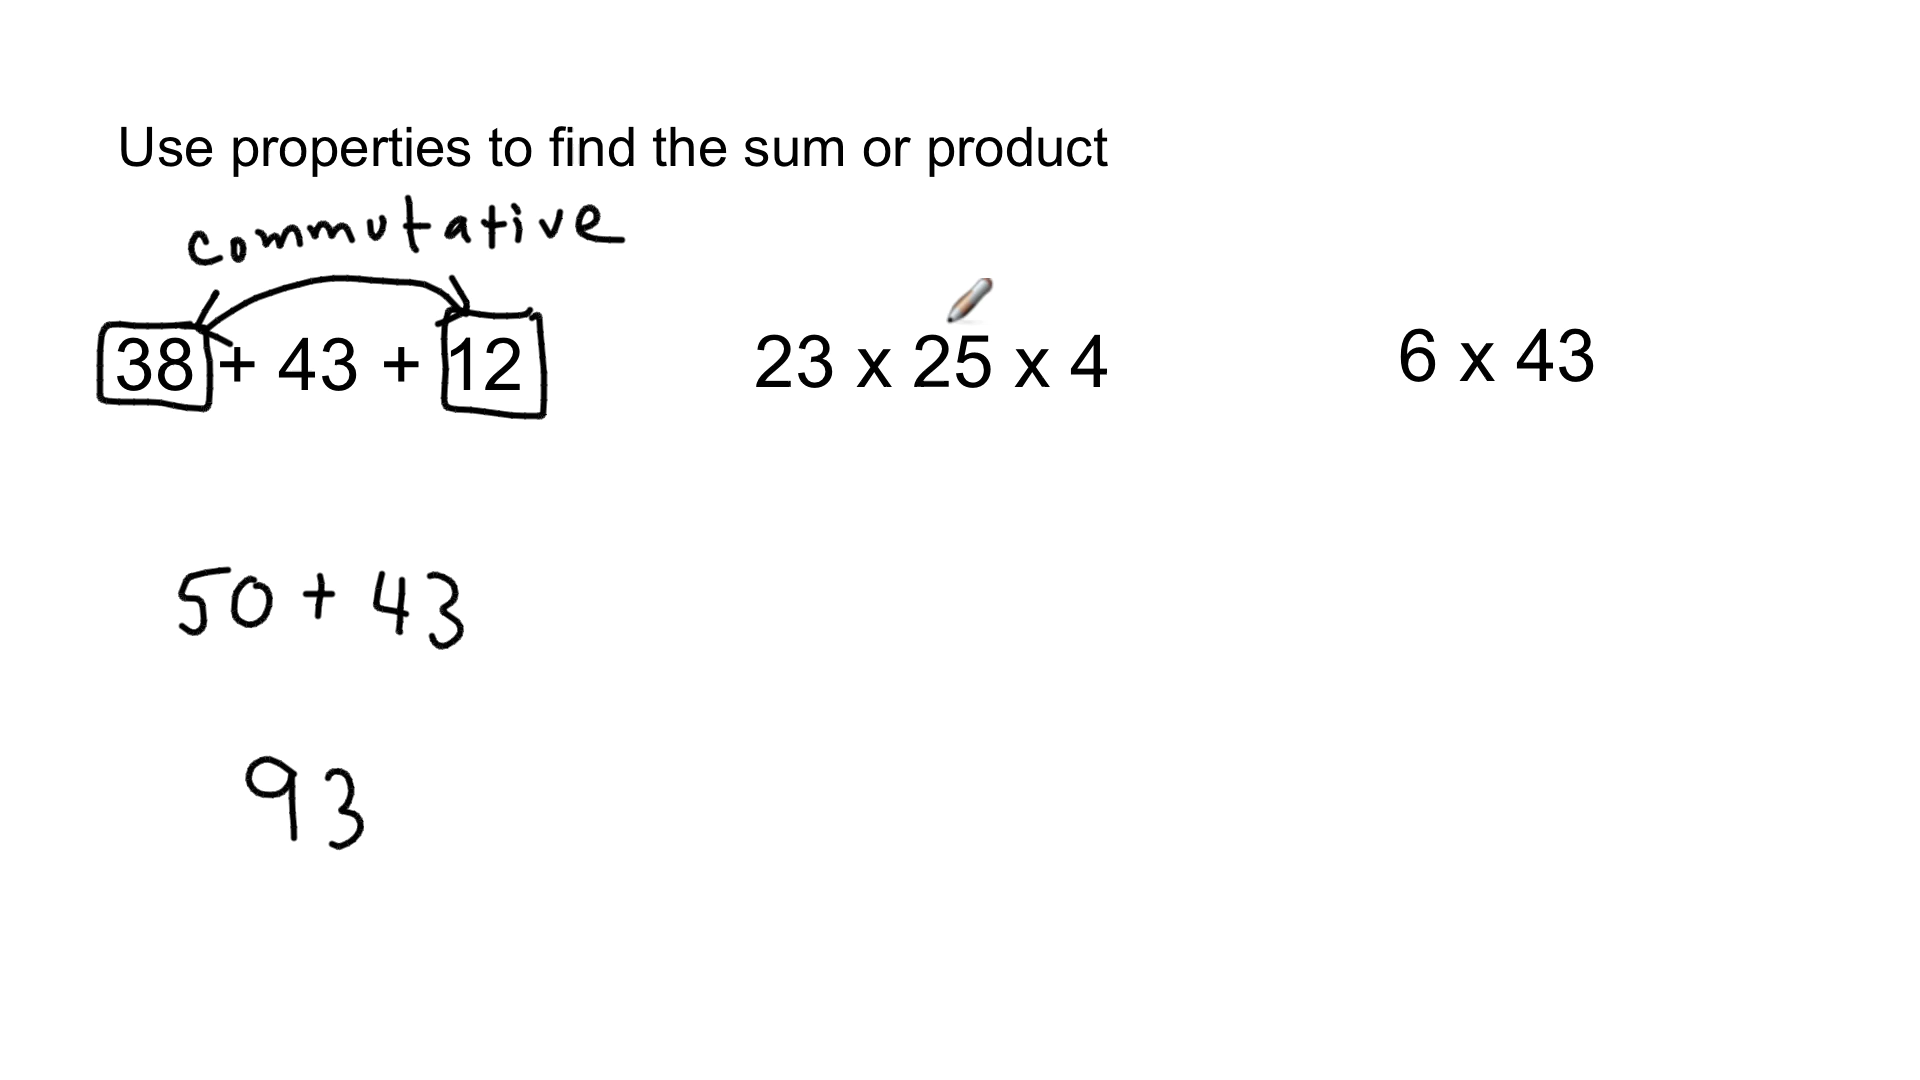 Use properties to find the sum or product
commutative
38 + 43 + 12
23 x 25 x 4
6 x 43
50 + 43
93